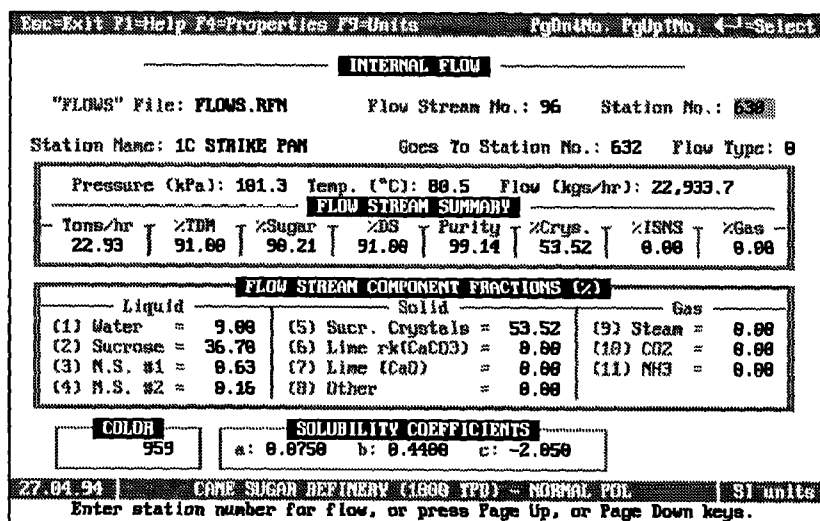 Esc=Exit F1=Help F4=Properties F9=Units PgDn↓No. PgUp↑No. ←┘=Select
INTERNAL FLOW
"FLOWS" File: FLOWS.RFN Flow Stream No.: 96 Station No.: 630
Station Name: 1C STRIKE PAN Goes To Station No.: 632 Flow Type: 0
Pressure (kPa): 101.3 Temp. (°C): 80.5 Flow (kgs/hr): 22,933.7
FLOW STREAM SUMMARY
Tons/hr %TDM %Sugar %DS Purity %Crys. %ISNS %Gas
22.93 91.00 90.21 91.00 99.14 53.52 0.00 0.00
FLOW STREAM COMPONENT FRACTIONS (%)
Liquid Solid Gas
(1) Water = 9.00 (5) Sucr. Crystals = 53.52 (9) Steam = 0.00
(2) Sucrose = 36.70 (6) Lime rk(CaCO3) = 0.00 (10) CO2 = 0.00
(3) N.S. #1 = 0.63 (7) Lime (CaO) = 0.00 (11) NH3 = 0.00
(4) N.S. #2 = 0.16 (8) Other = 0.00
COLOR SOLUBILITY COEFFICIENTS
959 a: 0.0750 b: 0.4400 c: -2.050
27.04.94 CANE SUGAR REFINERY (1000 TPD) - NORMAL POL SI units
Enter station number for flow, or press Page Up, or Page Down keys.